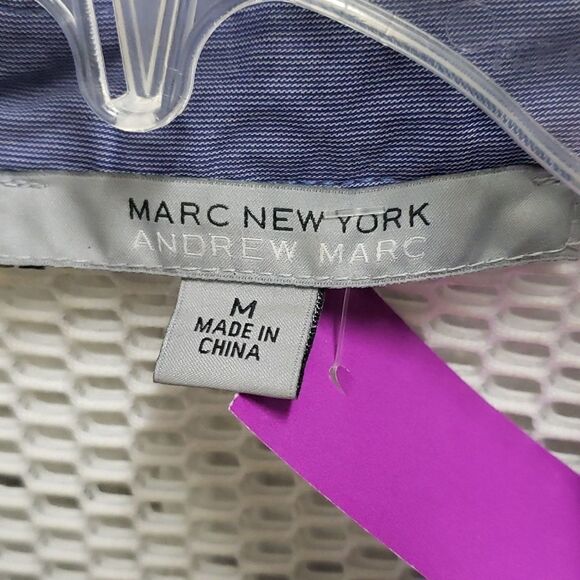 MARC NEW YORK
ANDREW MARC
M
MADE IN
CHINA